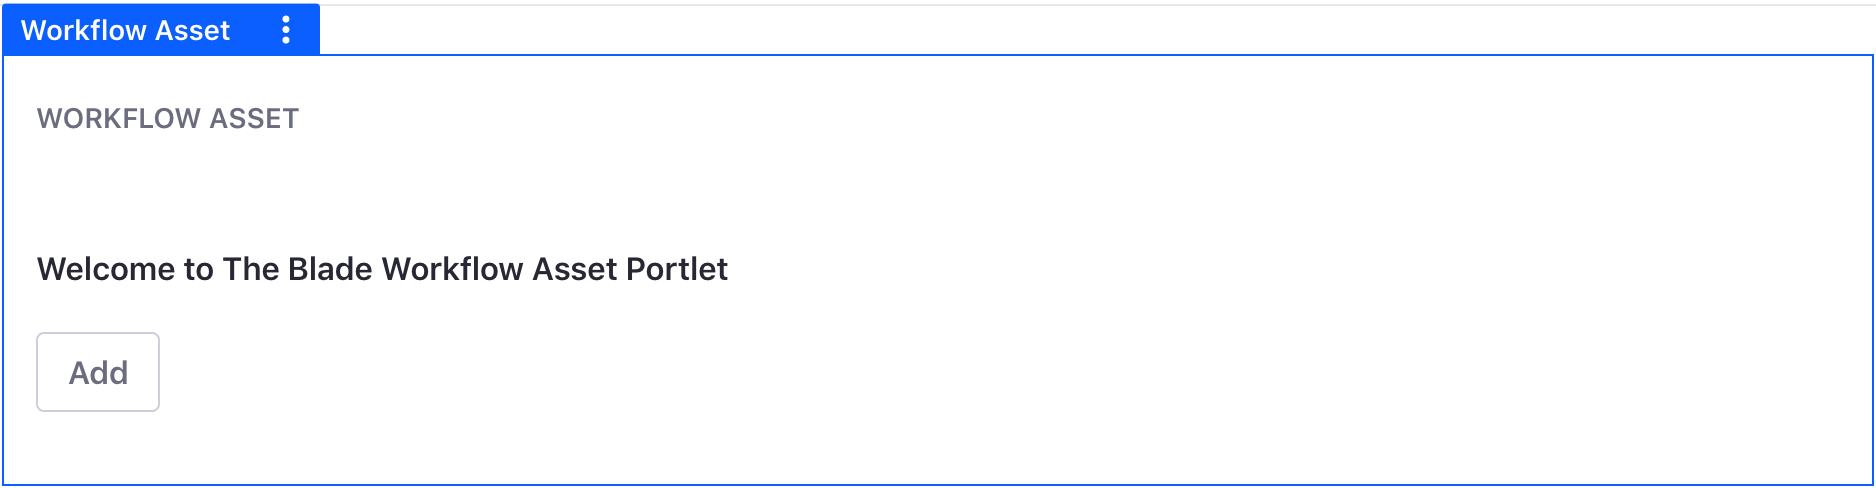 Workflow Asset
WORKFLOW ASSET
Welcome to The Blade Workflow Asset Portlet
Add